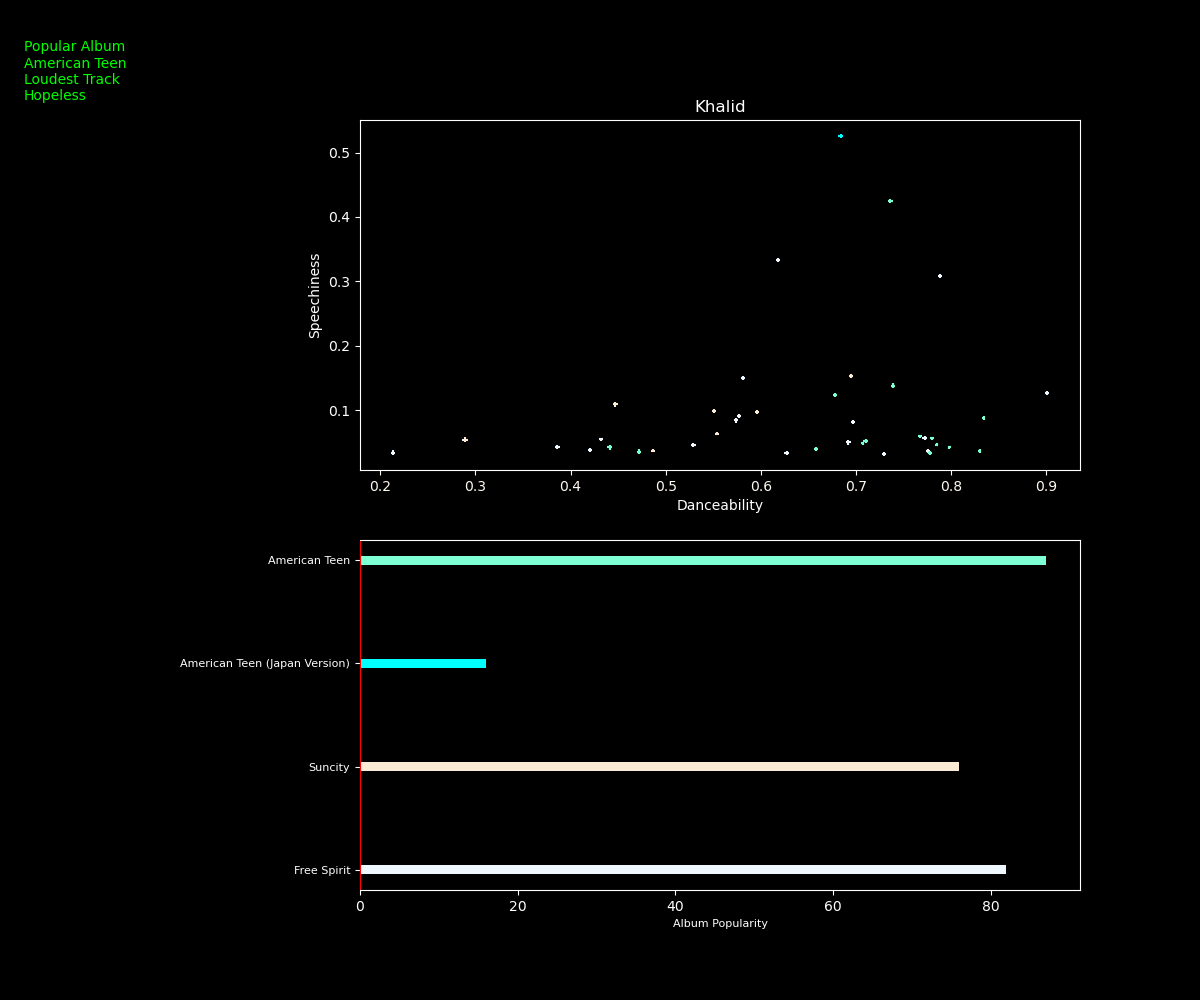 Popular Album
American Teen
Loudest Track
Hopeless
Khalid
0.5
0.4
0.3
0.2
0.1
Speechiness
0.2 0.3 0.4 0.5 0.6 0.7 0.8 0.9
Danceability
American Teen
American Teen (Japan Version)
Suncity
Free Spirit
0 20 40 60 80
Album Popularity